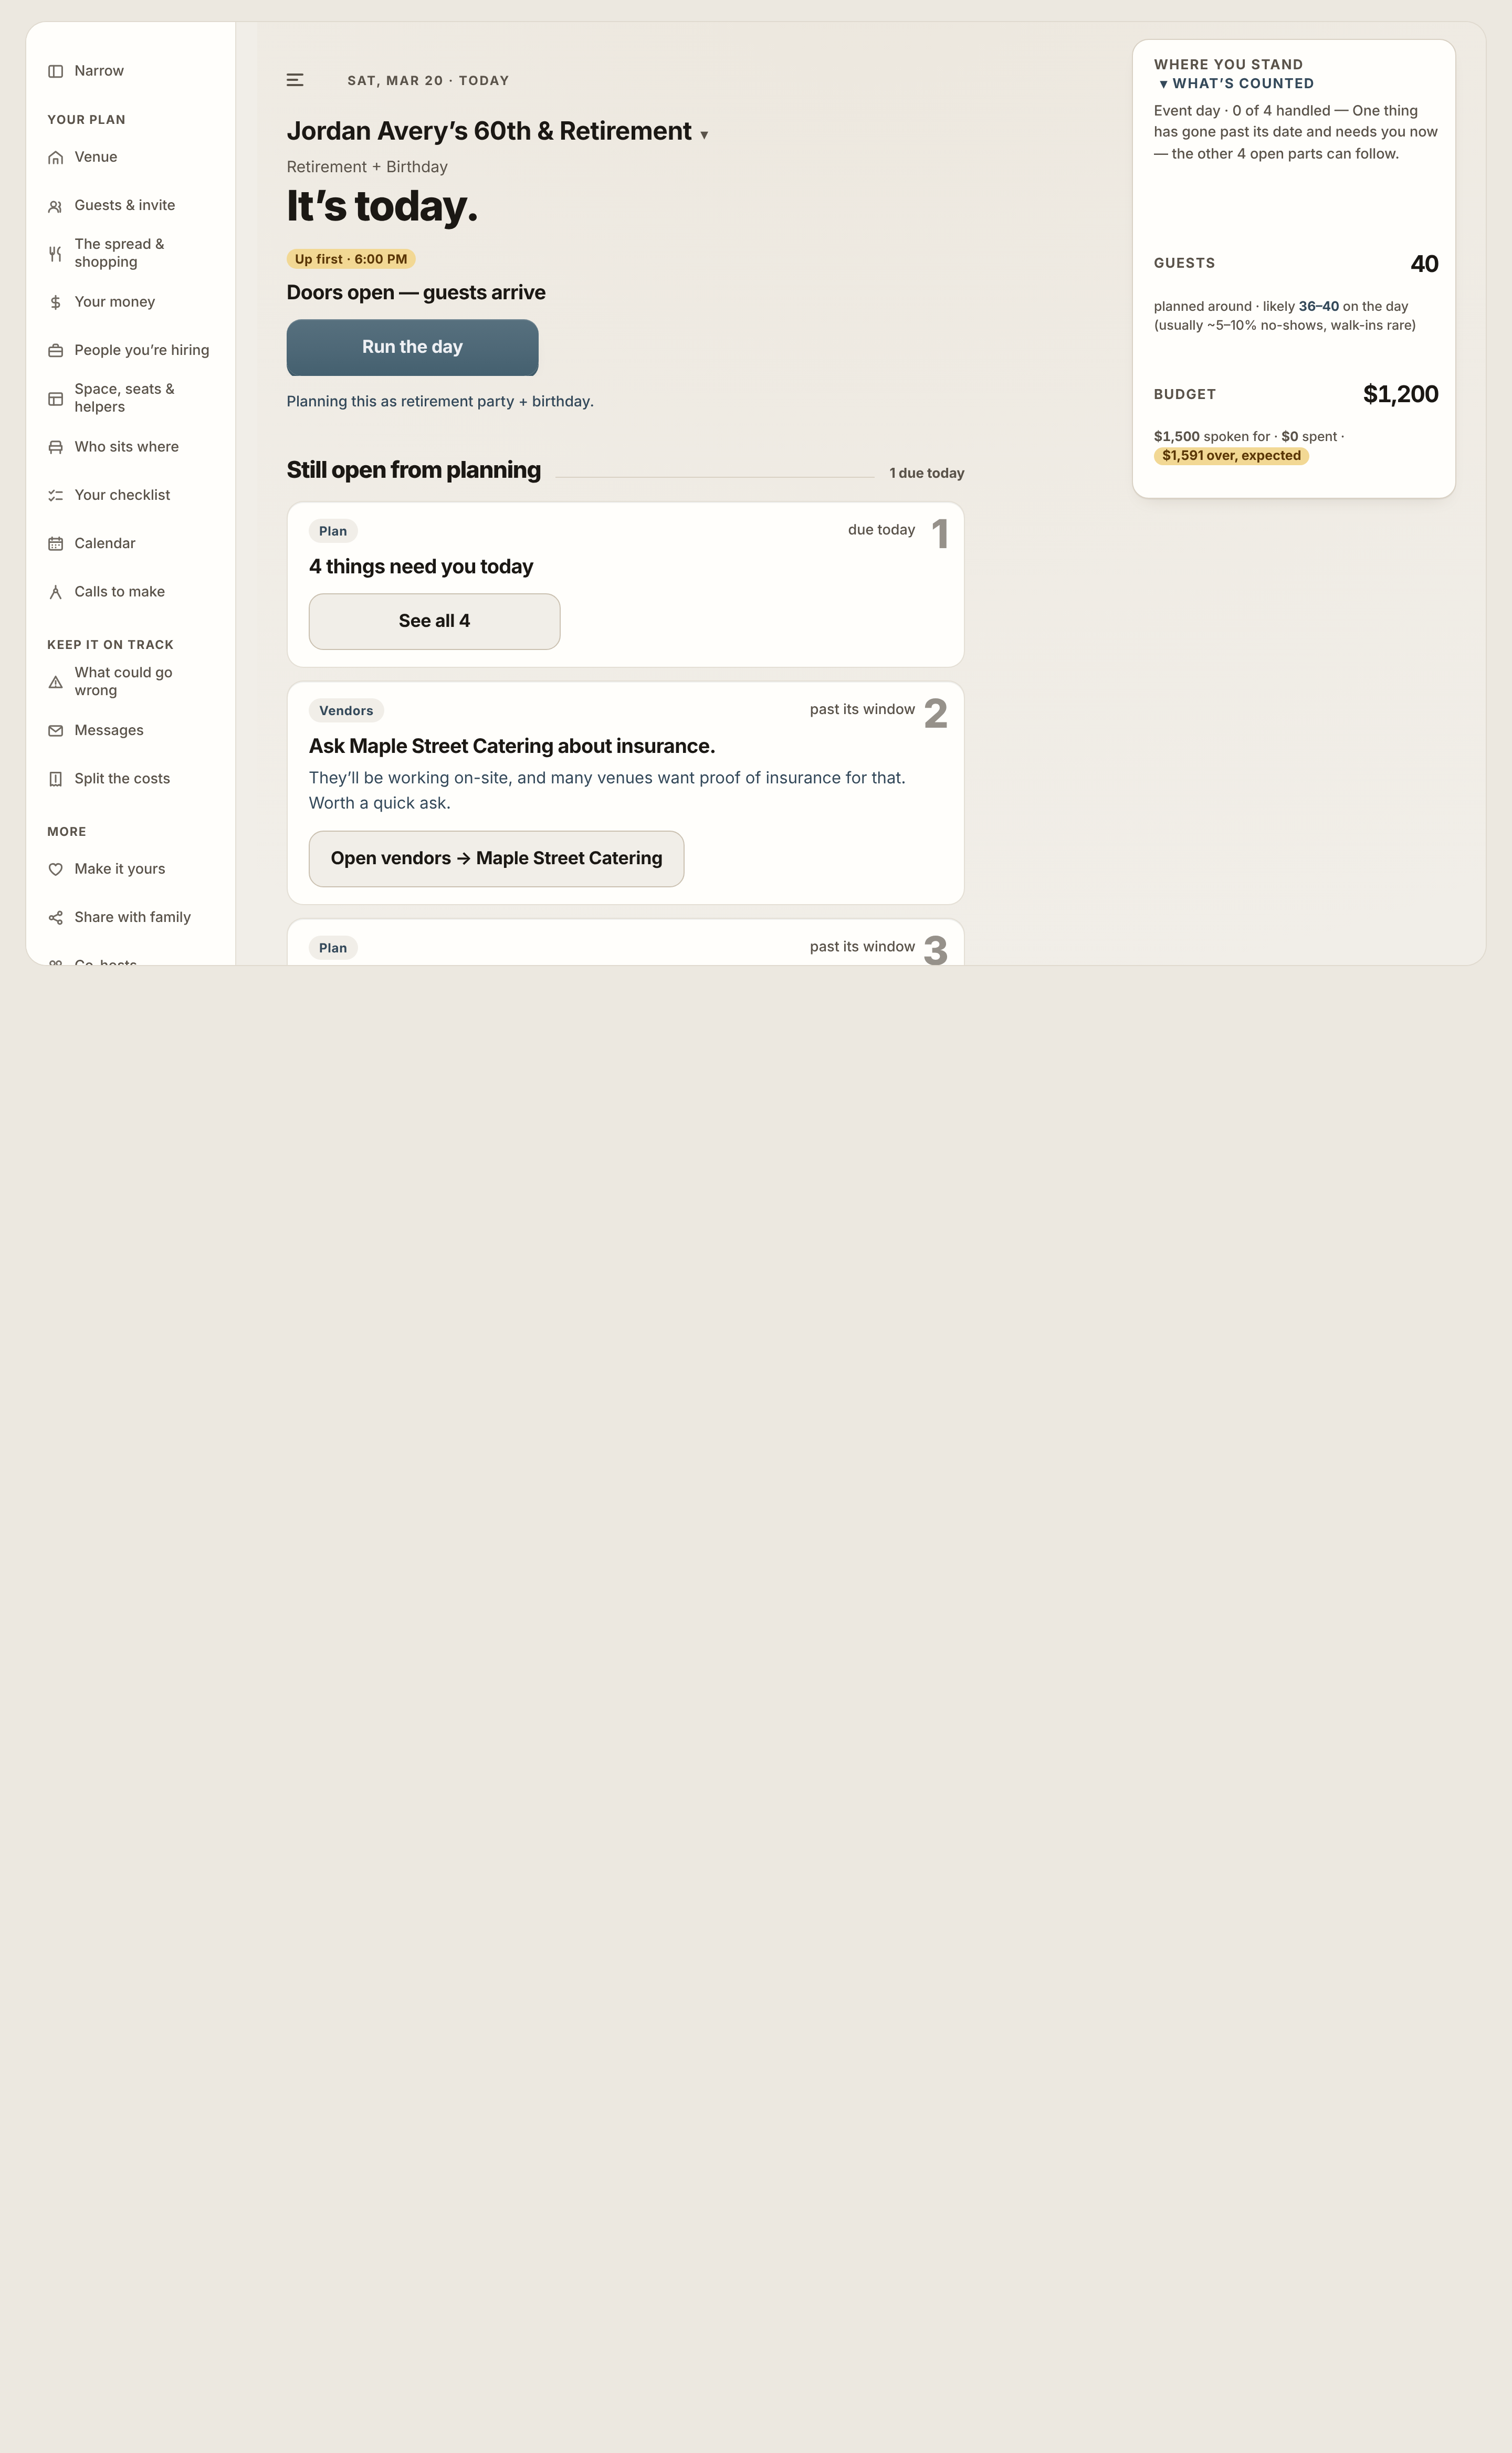 Narrow
YOUR PLAN
Venue
Guests & invite
The spread &
shopping
Your money
People you’re hiring
Space, seats &
helpers
Who sits where
Your checklist
Calendar
Calls to make
KEEP IT ON TRACK
What could go
wrong
Messages
Split the costs
MORE
Make it yours
Share with family
Co-hosts
SAT, MAR 20 · TODAY
Jordan Avery’s 60th & Retirement ▾
Retirement + Birthday
It’s today.
Up first · 6:00 PM
Doors open — guests arrive
Run the day
Planning this as retirement party + birthday.
Still open from planning
1 due today
Plan
due today
1
4 things need you today
See all 4
Vendors
past its window
2
Ask Maple Street Catering about insurance.
They’ll be working on-site, and many venues want proof of insurance for that.
Worth a quick ask.
Open vendors → Maple Street Catering
Plan
past its window
3
WHERE YOU STAND
▾ WHAT’S COUNTED
Event day · 0 of 4 handled — One thing
has gone past its date and needs you now
— the other 4 open parts can follow.
GUESTS
40
planned around · likely 36–40 on the day
(usually ~5–10% no-shows, walk-ins rare)
BUDGET
$1,200
$1,500 spoken for · $0 spent ·
$1,591 over, expected